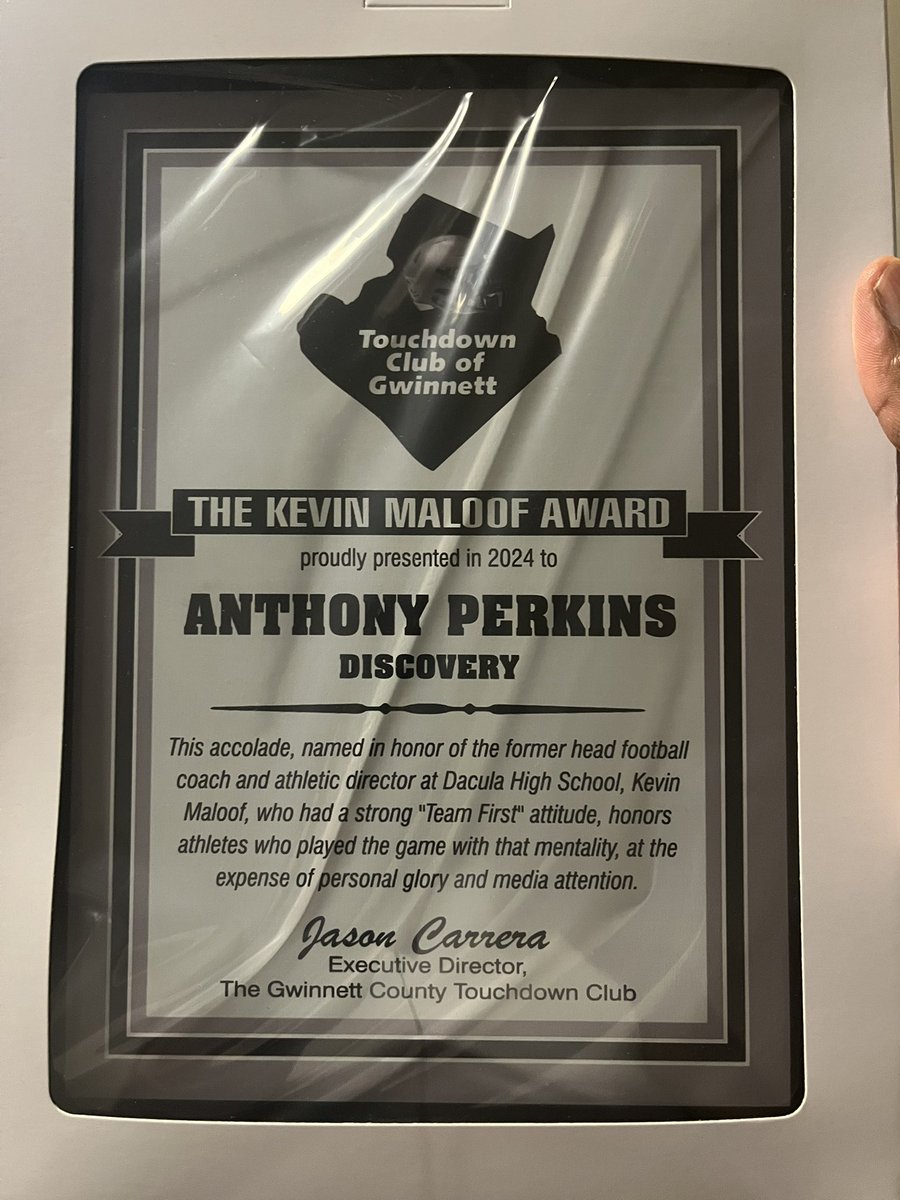 Touchdown
Club of
Gwinnett
THE KEVIN MALOOF AWARD
proudly presented in 2024 to
ANTHONY PERKINS
DISCOVERY
This accolade, named in honor of the former head football
coach and athletic director at Dacula High School, Kevin
Maloof, who had a strong "Team First" attitude, honors
athletes who played the game with that mentality, at the
expense of personal glory and media attention.
Jason Carrera
Executive Director,
The Gwinnett County Touchdown Club